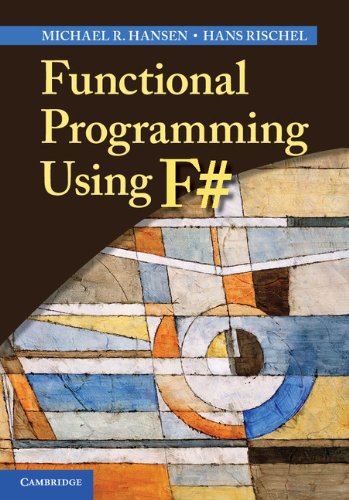 MICHAEL R. HANSEN • HANS RISCHEL
Functional
Programming
Using F#
CAMBRIDGE